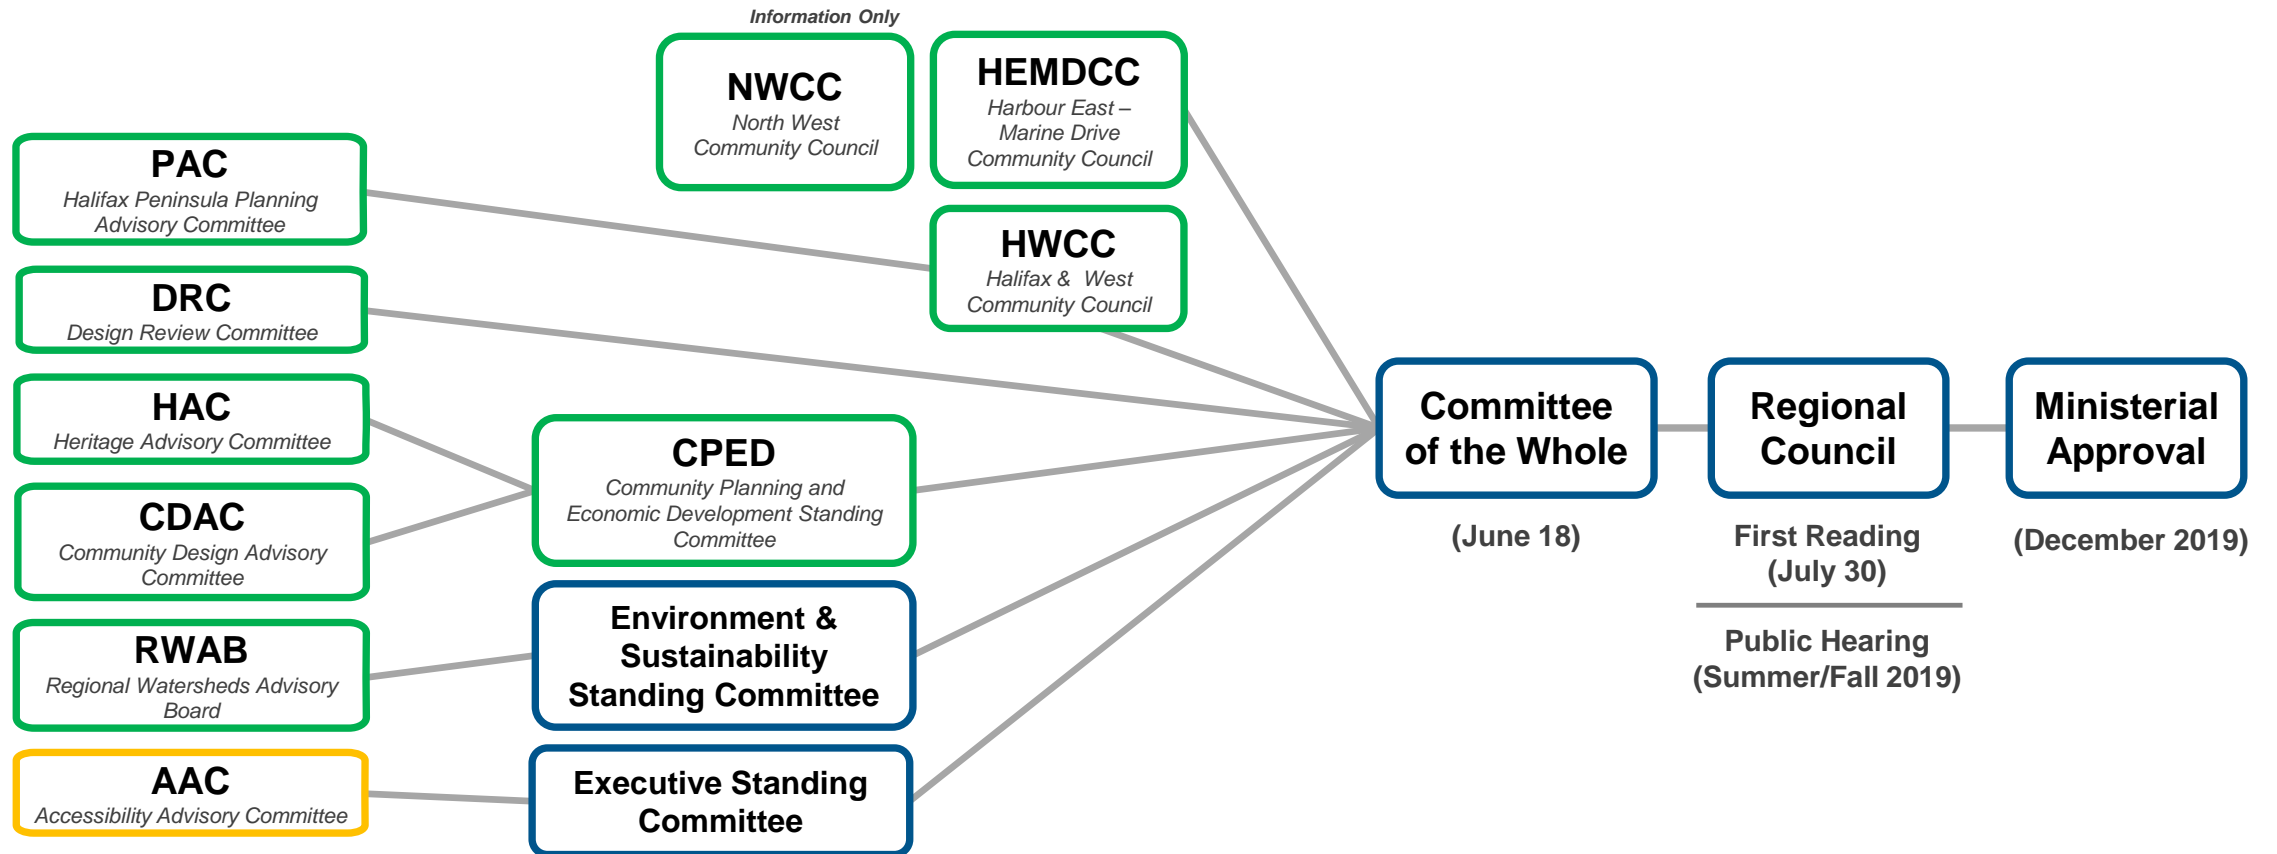 Information Only
NWCC
North West
Community Council
HEMDCC
Harbour East –
Marine Drive
Community Council
PAC
Halifax Peninsula Planning
Advisory Committee
HWCC
Halifax & West
Community Council
DRC
Design Review Committee
HAC
Heritage Advisory Committee
CPED
Community Planning and
Economic Development Standing
Committee
CDAC
Community Design Advisory
Committee
Environment &
Sustainability
Standing Committee
RWAB
Regional Watersheds Advisory
Board
AAC
Accessibility Advisory Committee
Executive Standing
Committee
Committee
of the Whole
(June 18)
Regional
Council
First Reading
(July 30)
Public Hearing
(Summer/Fall 2019)
Ministerial
Approval
(December 2019)